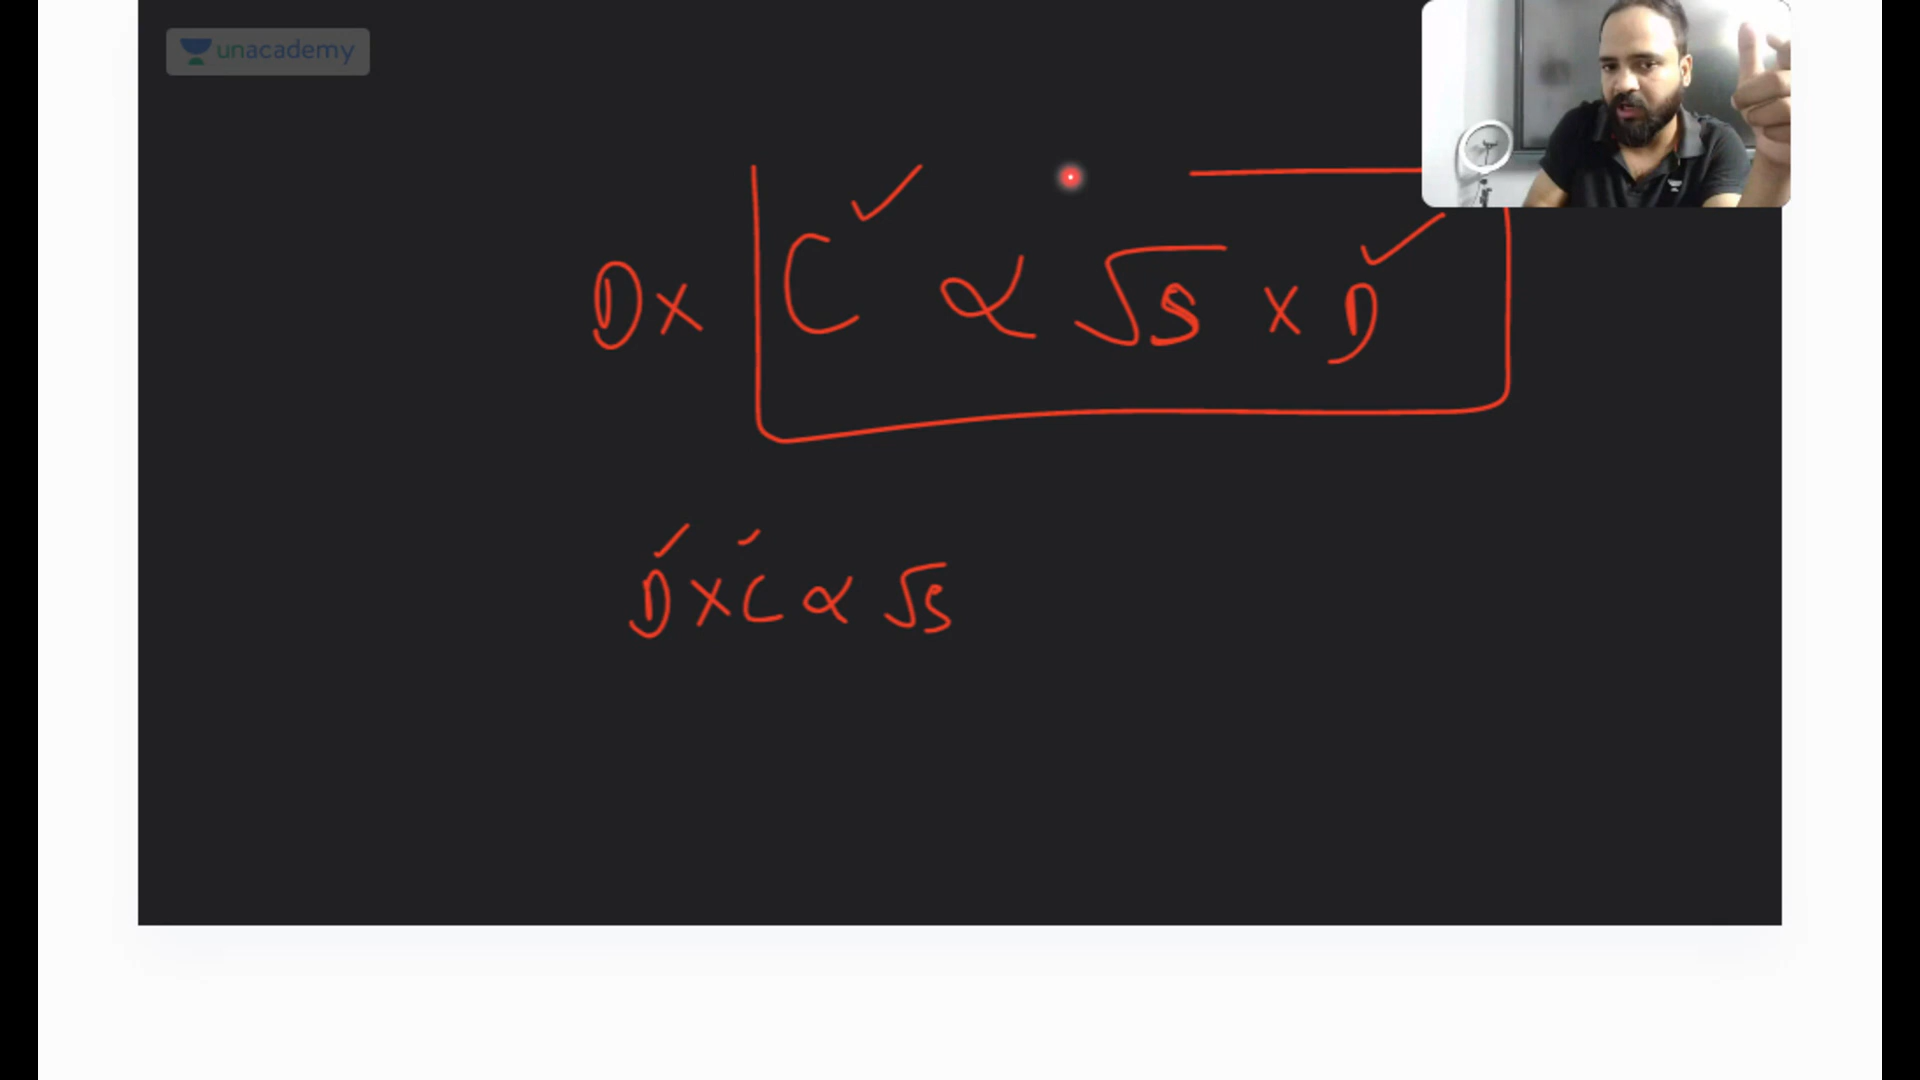 unacademy
D× C ∝ √S × D
D × C ∝ √S